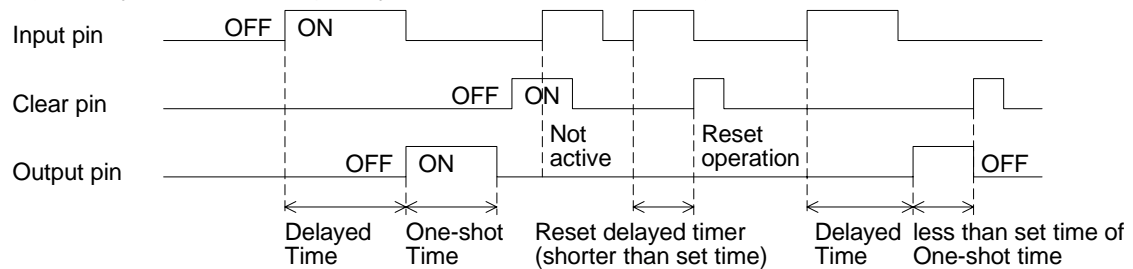 Input pin OFF ON
Clear pin OFF ON
Not active
Reset operation
Output pin OFF ON OFF
Delayed Time
One-shot Time
Reset delayed timer (shorter than set time)
Delayed Time
less than set time of One-shot time